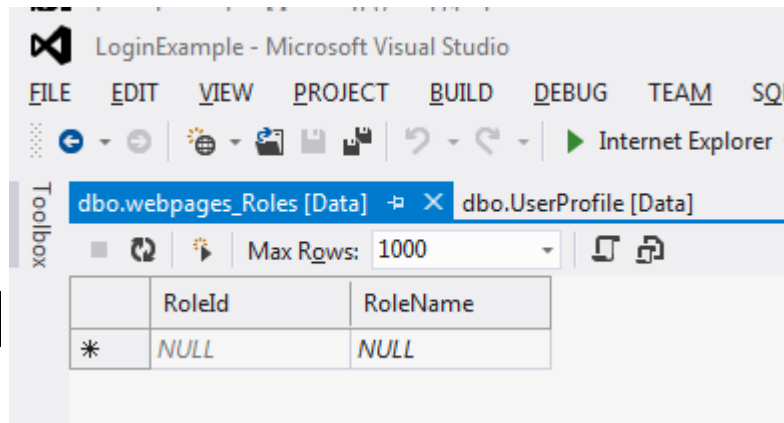 LoginExample - Microsoft Visual Studio
FILE EDIT VIEW PROJECT BUILD DEBUG TEAM
Internet Explorer
Toolbox
dbo.webpages_Roles [Data] dbo.UserProfile [Data]
Max Rows: 1000
RoleId RoleName
NULL NULL